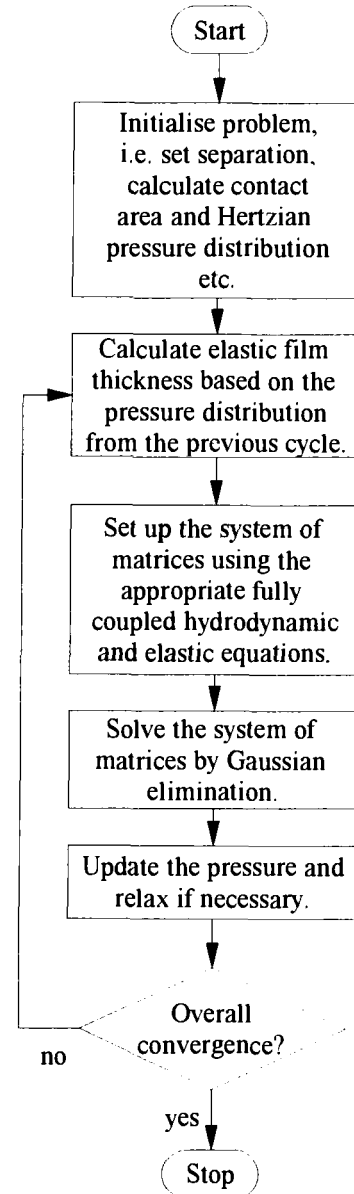 Start
Initialise problem,
i.e. set separation,
calculate contact
area and Hertzian
pressure distribution
etc.
Calculate elastic film
thickness based on the
pressure distribution
from the previous cycle.
Set up the system of
matrices using the
appropriate fully
coupled hydrodynamic
and elastic equations.
Solve the system of
matrices by Gaussian
elimination.
Update the pressure and
relax if necessary.
Overall
convergence?
no
yes
Stop